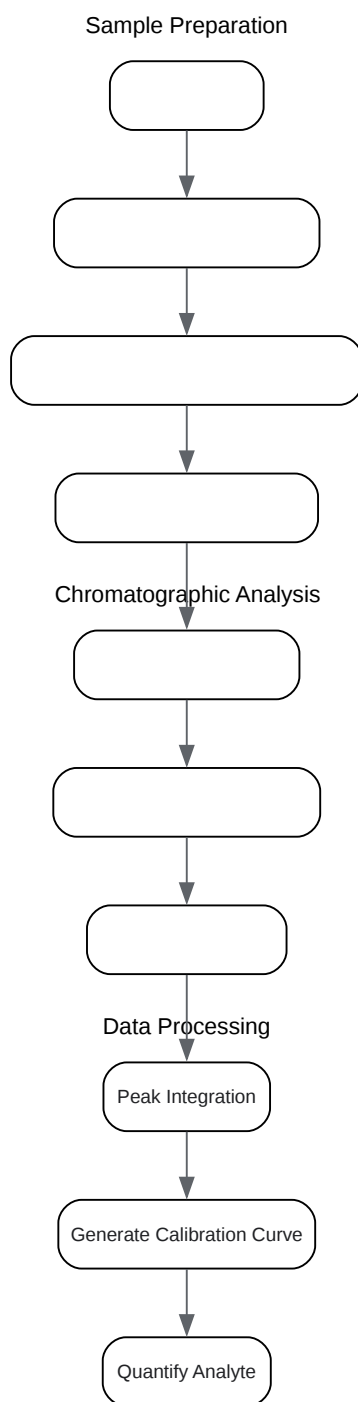 Sample Preparation
Chromatographic Analysis
Data Processing
Peak Integration
Generate Calibration Curve
Quantify Analyte